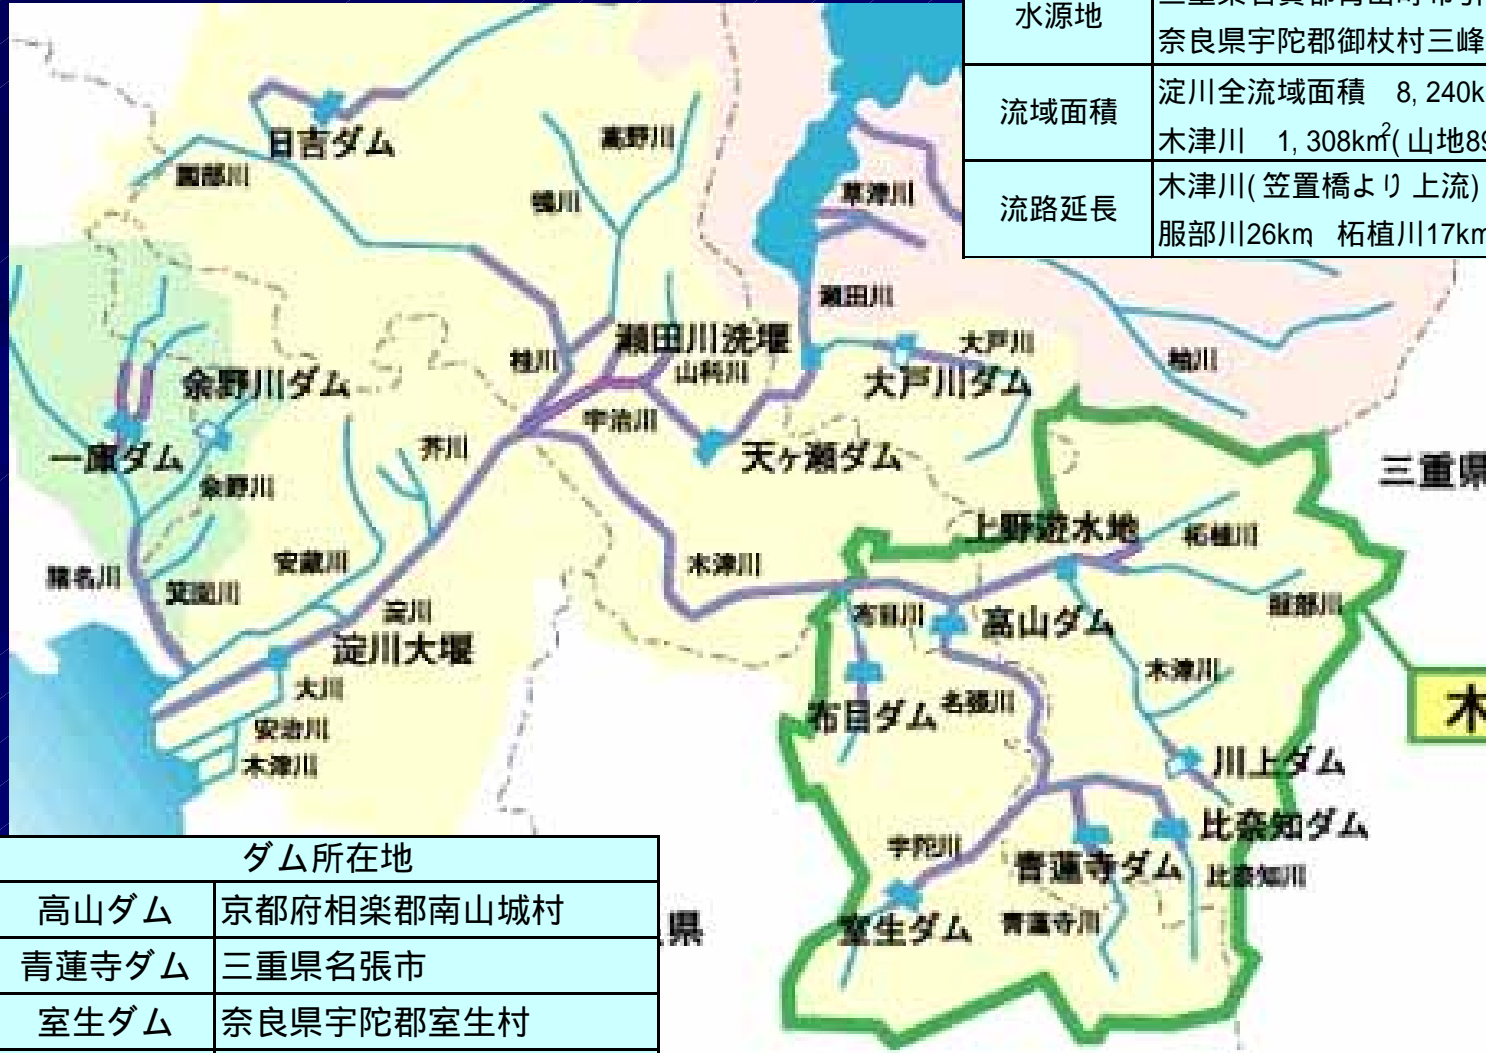 水源地
奈良県宇陀郡御杖村三峰
流域面積
淀川全流域面積 8,240k
木津川 1,308km²(山地89
流路延長
木津川(笠置橋より上流)
服部川26km 柘植川17km
日吉ダム
園部川
高野川
鴨川
草津川
瀬田川
瀬田川洗堰
大戸川
大戸川ダム
桂川
山科川
宇治川
天ヶ瀬ダム
余野川ダム
一庫ダム
余野川
芥川
三重県
猪名川
箕面川
安威川
淀川
淀川大堰
大川
安治川
木津川
木津川
上野遊水地
柘植川
服部川
布目川
高山ダム
木津川
布目ダム
名張川
木
川上ダム
比奈知ダム
比奈知川
宇陀川
青蓮寺ダム
室生ダム
青蓮寺川
県
ダム所在地
高山ダム 京都府相楽郡南山城村
青蓮寺ダム 三重県名張市
室生ダム 奈良県宇陀郡室生村